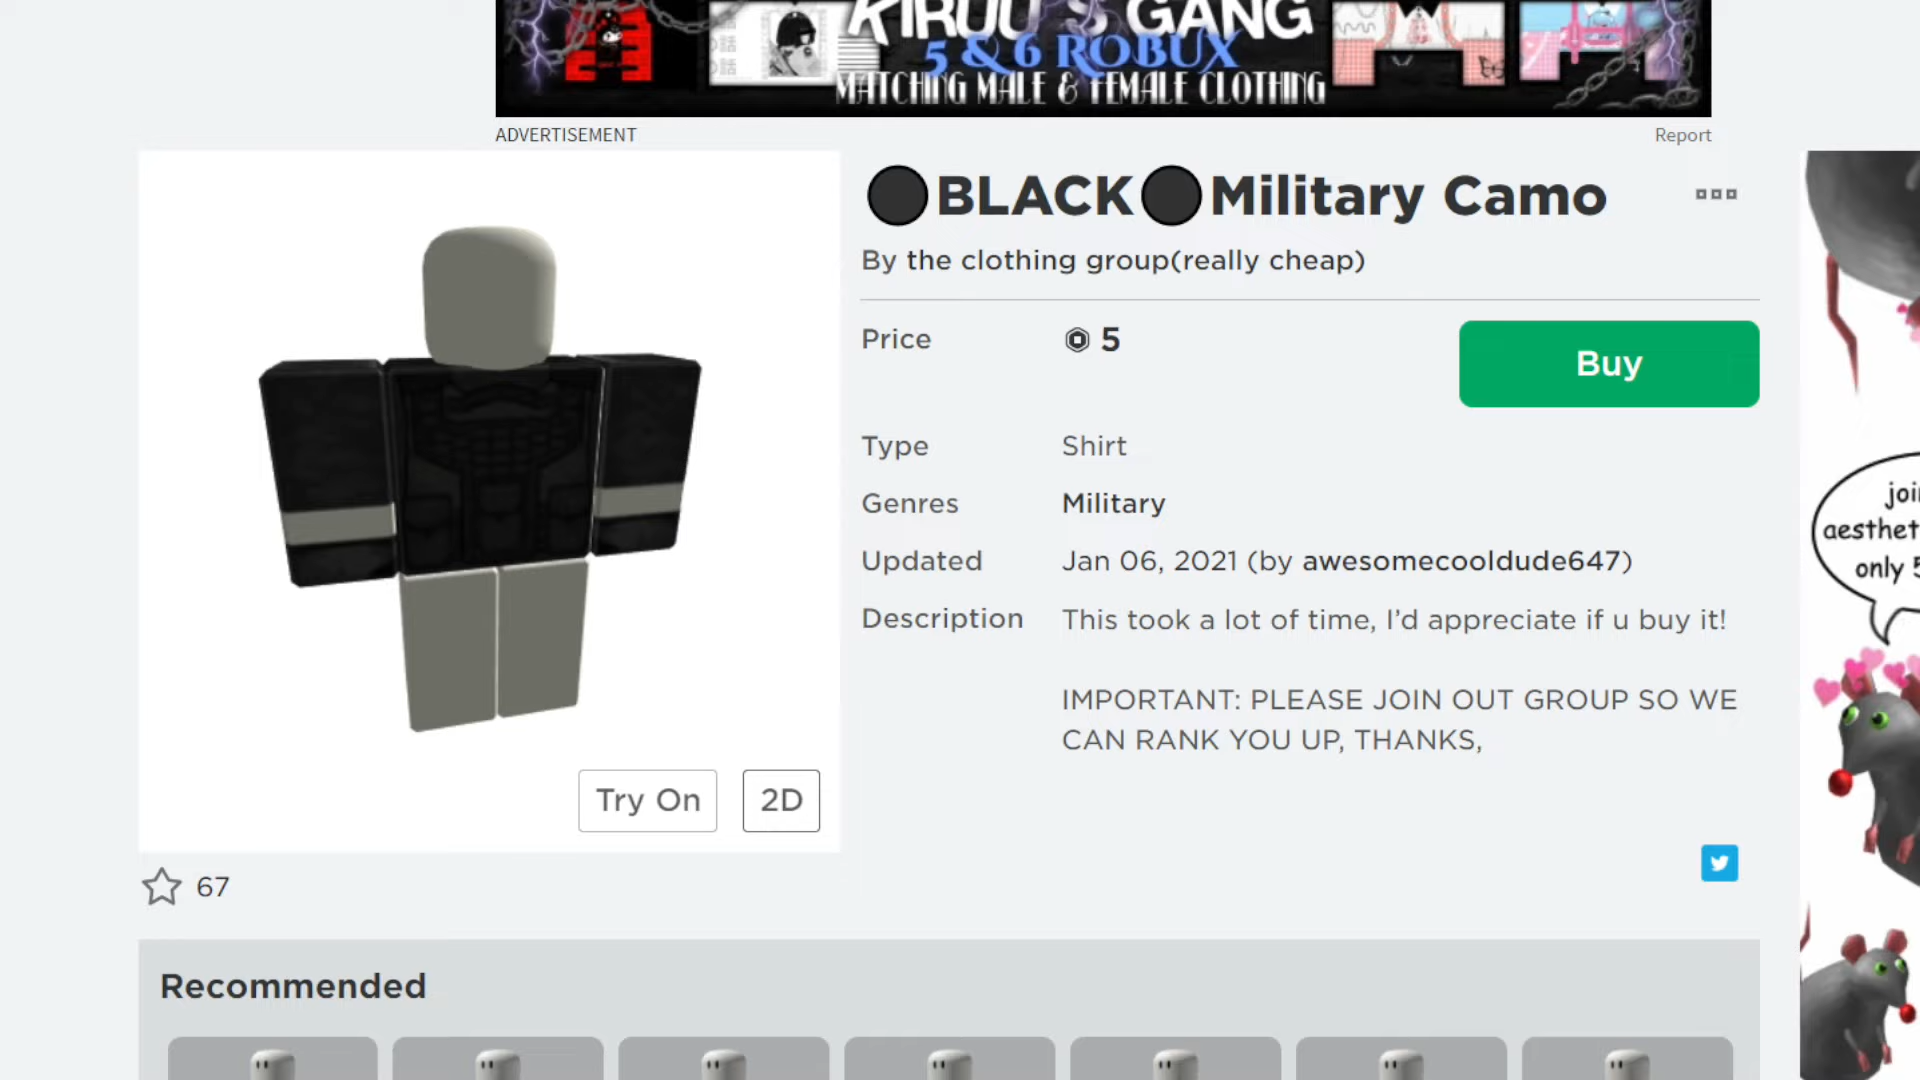 KIRUU'S GANG
5 & 6 ROBUX
MATCHING MALE & FEMALE CLOTHING
ADVERTISEMENT
Report
⚫BLACK⚫Military Camo
By the clothing group(really cheap)
Price 5
Buy
Type Shirt
Genres Military
Updated Jan 06, 2021 (by awesomecooldude647)
Description This took a lot of time, I'd appreciate if u buy it!
IMPORTANT: PLEASE JOIN OUT GROUP SO WE
CAN RANK YOU UP, THANKS,
Try On
2D
67
Recommended
only